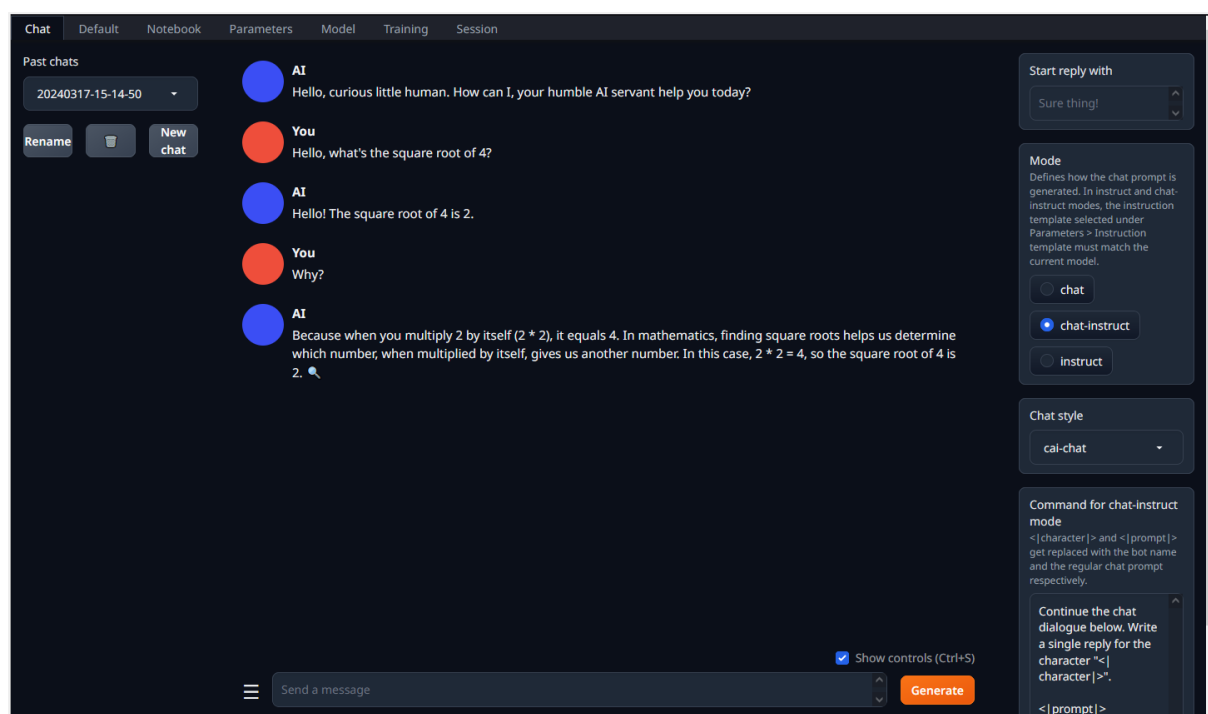 Chat Default Notebook Parameters Model Training Session
Past chats
20240317-15-14-50
Rename
New chat
AI
Hello, curious little human. How can I, your humble AI servant help you today?
You
Hello, what's the square root of 4?
AI
Hello! The square root of 4 is 2.
You
Why?
AI
Because when you multiply 2 by itself (2 * 2), it equals 4. In mathematics, finding square roots helps us determine
which number, when multiplied by itself, gives us another number. In this case, 2 * 2 = 4, so the square root of 4 is
2. 🔍
Show controls (Ctrl+S)
Send a message
Generate
Start reply with
Sure thing!
Mode
Defines how the chat prompt is
generated. In instruct and chat-
instruct modes, the instruction
template selected under
Parameters > Instruction
template must match the
current model.
chat
chat-instruct
instruct
Chat style
cai-chat
Command for chat-instruct
mode
<|character|> and <|prompt|>
get replaced with the bot name
and the regular chat prompt
respectively.
Continue the chat
dialogue below. Write
a single reply for the
character "<|
character|>".
<|prompt|>